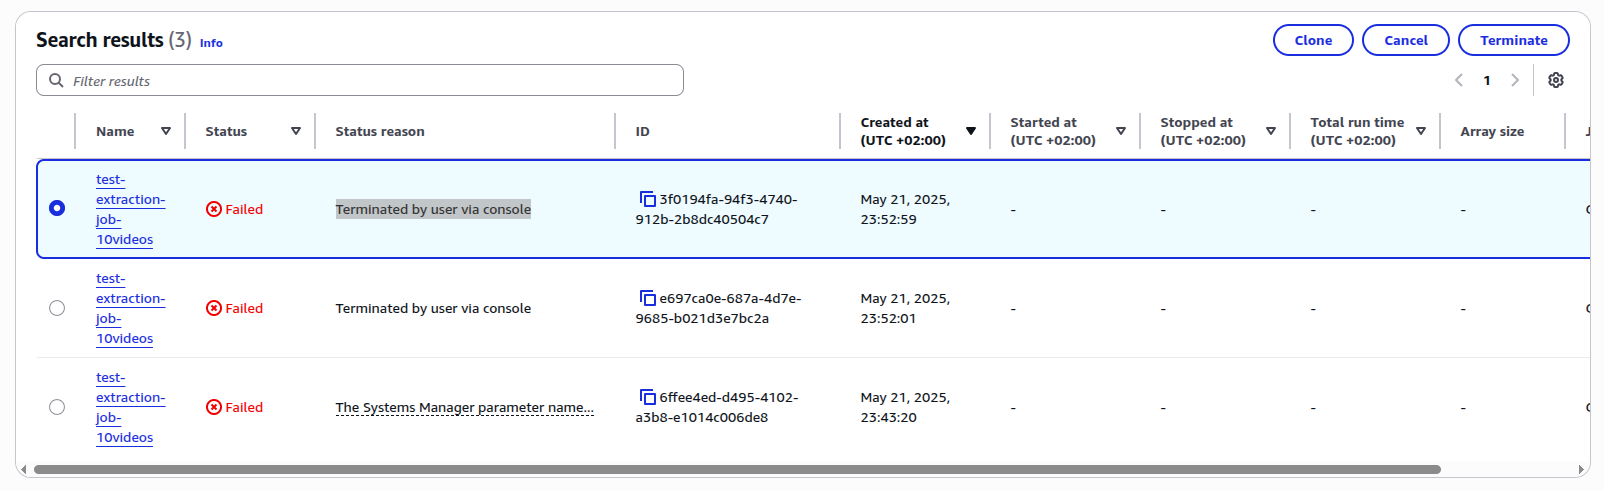 Search results (3) Info
Clone Cancel Terminate
Filter results
1
Name Status Status reason ID Created at (UTC +02:00) Started at (UTC +02:00) Stopped at (UTC +02:00) Total run time (UTC +02:00) Array size
test-
extraction-
job-
10videos
Failed
Terminated by user via console
3f0194fa-94f3-4740-
912b-2b8dc40504c7
May 21, 2025,
23:52:59
-
-
-
-
test-
extraction-
job-
10videos
Failed
Terminated by user via console
e697ca0e-687a-4d7e-
9685-b021d3e7bc2a
May 21, 2025,
23:52:01
-
-
-
-
test-
extraction-
job-
10videos
Failed
The Systems Manager parameter name...
6ffee4ed-d495-4102-
a3b8-e1014c006de8
May 21, 2025,
23:43:20
-
-
-
-